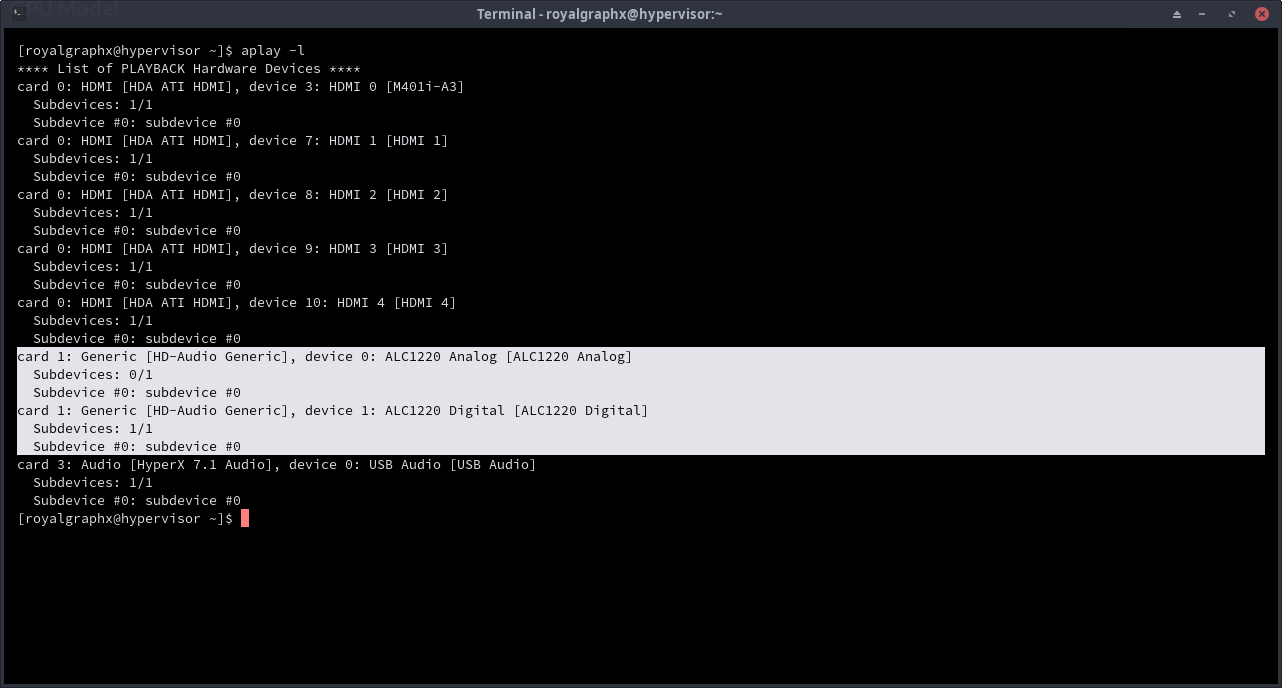 PU Model
Terminal - royalgraphx@hypervisor:~
[royalgraphx@hypervisor ~]$ aplay -l
**** List of PLAYBACK Hardware Devices ****
card 0: HDMI [HDA ATI HDMI], device 3: HDMI 0 [M401i-A3]
  Subdevices: 1/1
  Subdevice #0: subdevice #0
card 0: HDMI [HDA ATI HDMI], device 7: HDMI 1 [HDMI 1]
  Subdevices: 1/1
  Subdevice #0: subdevice #0
card 0: HDMI [HDA ATI HDMI], device 8: HDMI 2 [HDMI 2]
  Subdevices: 1/1
  Subdevice #0: subdevice #0
card 0: HDMI [HDA ATI HDMI], device 9: HDMI 3 [HDMI 3]
  Subdevices: 1/1
  Subdevice #0: subdevice #0
card 0: HDMI [HDA ATI HDMI], device 10: HDMI 4 [HDMI 4]
  Subdevices: 1/1
  Subdevice #0: subdevice #0
card 1: Generic [HD-Audio Generic], device 0: ALC1220 Analog [ALC1220 Analog]
  Subdevices: 0/1
  Subdevice #0: subdevice #0
card 1: Generic [HD-Audio Generic], device 1: ALC1220 Digital [ALC1220 Digital]
  Subdevices: 1/1
  Subdevice #0: subdevice #0
card 3: Audio [HyperX 7.1 Audio], device 0: USB Audio [USB Audio]
  Subdevices: 1/1
  Subdevice #0: subdevice #0
[royalgraphx@hypervisor ~]$